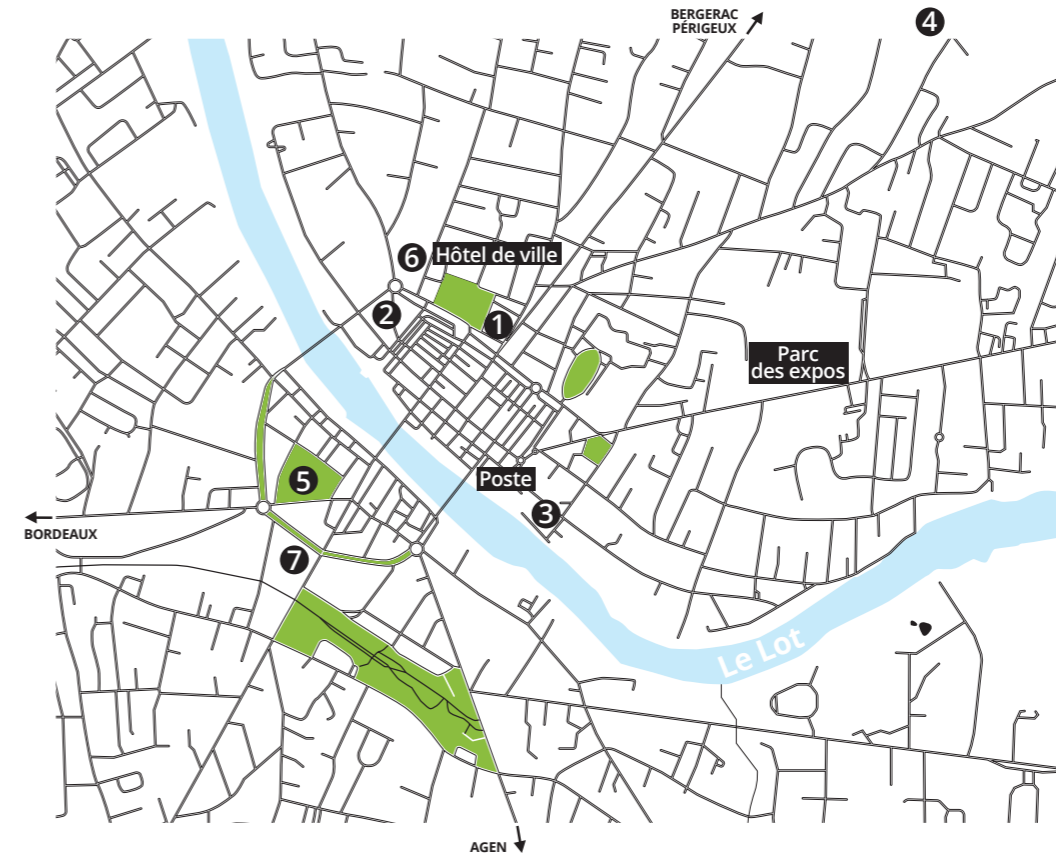 BERGERAC
PÉRIGEUX
4
6
Hôtel de ville
2
1
Parc
des expos
5
Poste
3
BORDEAUX
7
Le Lot
AGEN